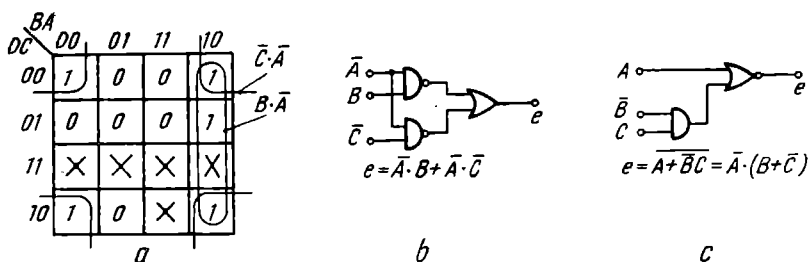 BA
DC 00 01 11 10
00 1 0 0 1 C̅·A̅
01 0 0 0 1 B·A̅
11 X X X X
10 1 0 X 1
a
A̅
B
C̅
e
e=A̅·B+A̅·C̅
b
A
B̅
C
e
e=\overline{A+B̅C}=A̅·(B+C̅)
c